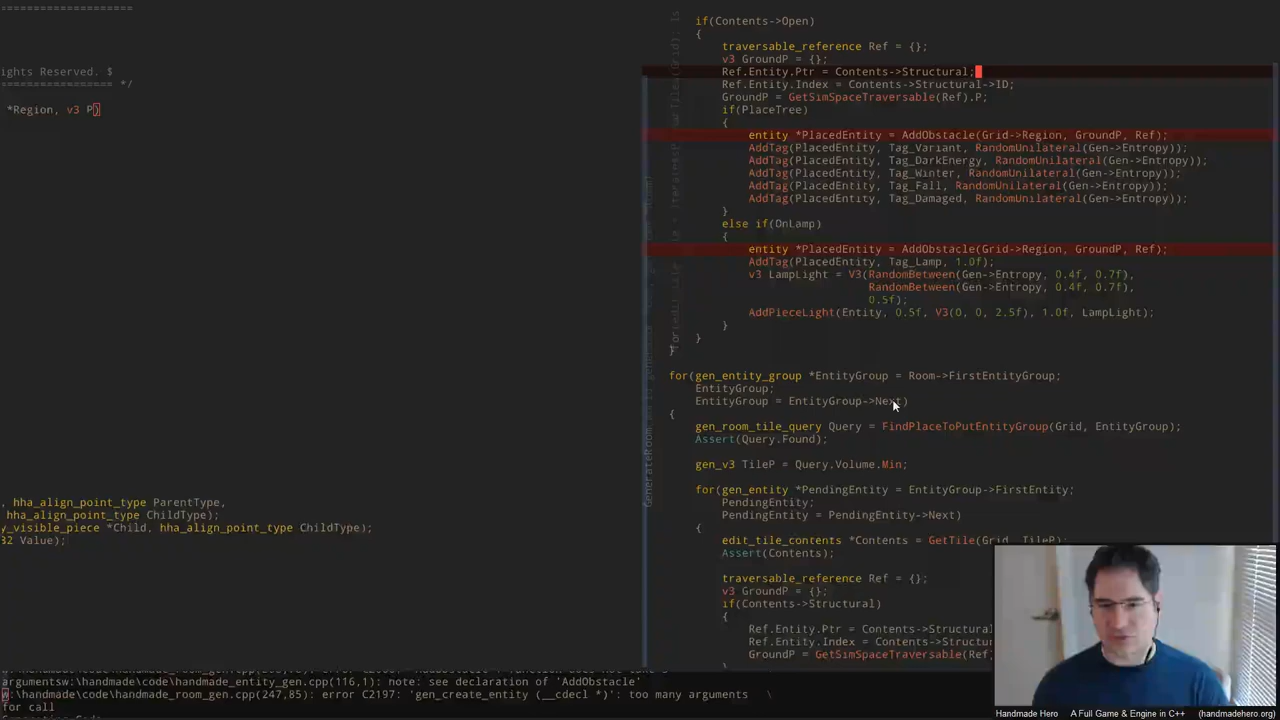 ====================
ights Reserved. $
================ */
*Region, v3 P)
, hha_align_point_type ParentType,
hha_align_point_type ChildType);
y_visible_piece *Child, hha_align_point_type ChildType);
32 Value);
if(Contents->Open)
{
traversable_reference Ref = {};
v3 GroundP = {};
Ref.Entity.Ptr = Contents->Structural;
Ref.Entity.Index = Contents->Structural->ID;
GroundP = GetSimSpaceTraversable(Ref).P;
if(PlaceTree)
{
entity *PlacedEntity = AddObstacle(Grid->Region, GroundP, Ref);
AddTag(PlacedEntity, Tag_Variant, RandomUnilateral(Gen->Entropy));
AddTag(PlacedEntity, Tag_DarkEnergy, RandomUnilateral(Gen->Entropy));
AddTag(PlacedEntity, Tag_Winter, RandomUnilateral(Gen->Entropy));
AddTag(PlacedEntity, Tag_Fall, RandomUnilateral(Gen->Entropy));
AddTag(PlacedEntity, Tag_Damaged, RandomUnilateral(Gen->Entropy));
}
else if(OnLamp)
{
entity *PlacedEntity = AddObstacle(Grid->Region, GroundP, Ref);
AddTag(PlacedEntity, Tag_Lamp, 1.0f);
v3 LampLight = V3(RandomBetween(Gen->Entropy, 0.4f, 0.7f),
RandomBetween(Gen->Entropy, 0.4f, 0.7f),
0.5f);
AddPieceLight(Entity, 0.5f, V3(0, 0, 2.5f), 1.0f, LampLight);
}
}
}
for(gen_entity_group *EntityGroup = Room->FirstEntityGroup;
EntityGroup;
EntityGroup = EntityGroup->Next)
{
gen_room_tile_query Query = FindPlaceToPutEntityGroup(Grid, EntityGroup);
Assert(Query.Found);
gen_v3 TileP = Query.Volume.Min;
for(gen_entity *PendingEntity = EntityGroup->FirstEntity;
PendingEntity;
PendingEntity = PendingEntity->Next)
{
edit_tile_contents *Contents = GetTile(Grid, TileP);
Assert(Contents);
traversable_reference Ref = {};
v3 GroundP = {};
if(Contents->Structural)
{
Ref.Entity.Ptr = Contents->Structural
Ref.Entity.Index = Contents->Structural
GroundP = GetSimSpaceTraversable(Ref)
GenerateRoom
argumentsw:\handmade\code\handmade_entity_gen.cpp(116,1): note: see declaration of 'AddObstacle'
w:\handmade\code\handmade_room_gen.cpp(247,85): error C2197: 'gen_create_entity (__cdecl *)': too many arguments \
for call
Handmade Hero A Full Game & Engine in C++ (handmadehero.org)